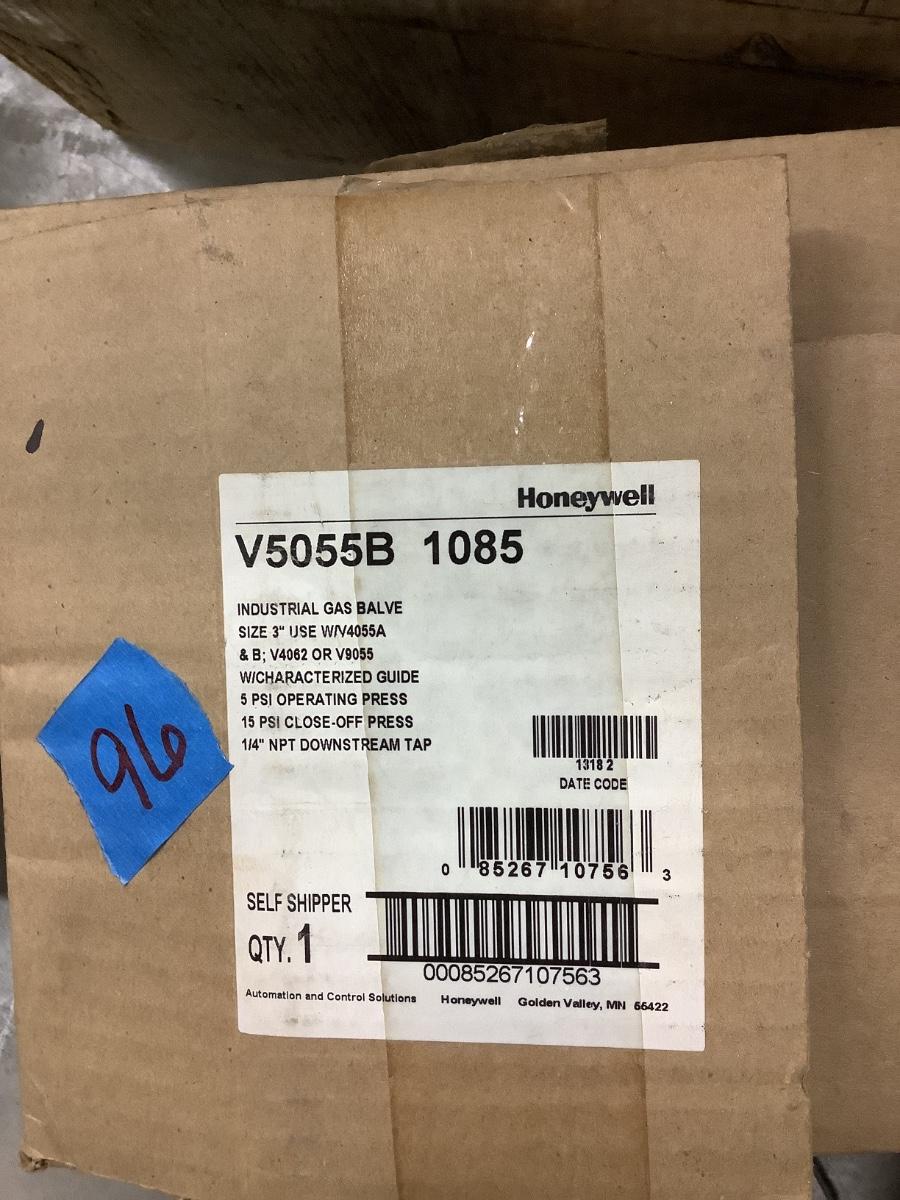 Honeywell
V5055B 1085
INDUSTRIAL GAS BALVE
SIZE 3" USE W/V4055A
& B; V4062 OR V9055
W/CHARACTERIZED GUIDE
5 PSI OPERATING PRESS
15 PSI CLOSE-OFF PRESS
1/4" NPT DOWNSTREAM TAP
1318 2
DATE CODE
96
0 85267 10756 3
SELF SHIPPER
QTY. 1
00085267107563
Automation and Control Solutions Honeywell Golden Valley, MN 55422